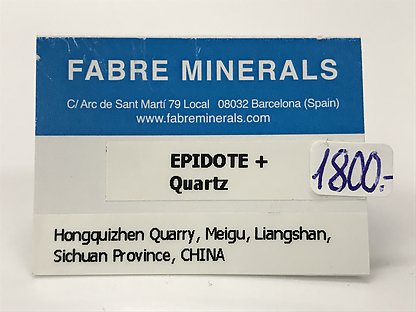 FABRE MINERALS
C/ Arc de Sant Martí 79 Local 08032 Barcelona (Spain)
www.fabreminerals.com
EPIDOTE +
Quartz
1800.-
Hongquizhen Quarry, Meigu, Liangshan,
Sichuan Province, CHINA